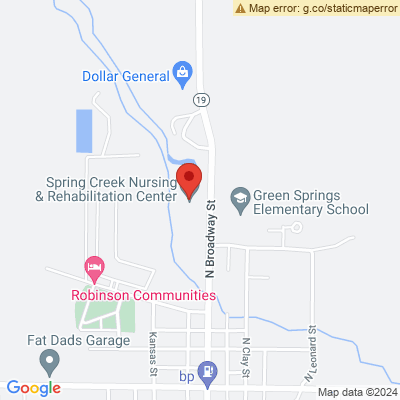 Map error: g.co/staticmaperror
Dollar General
19
Spring Creek Nursing
& Rehabilitation Center
Green Springs
Elementary School
N Broadway St
Robinson Communities
Fat Dads Garage
Kansas St
N Clay St
N Leonard St
bp
Google
Map data ©2024